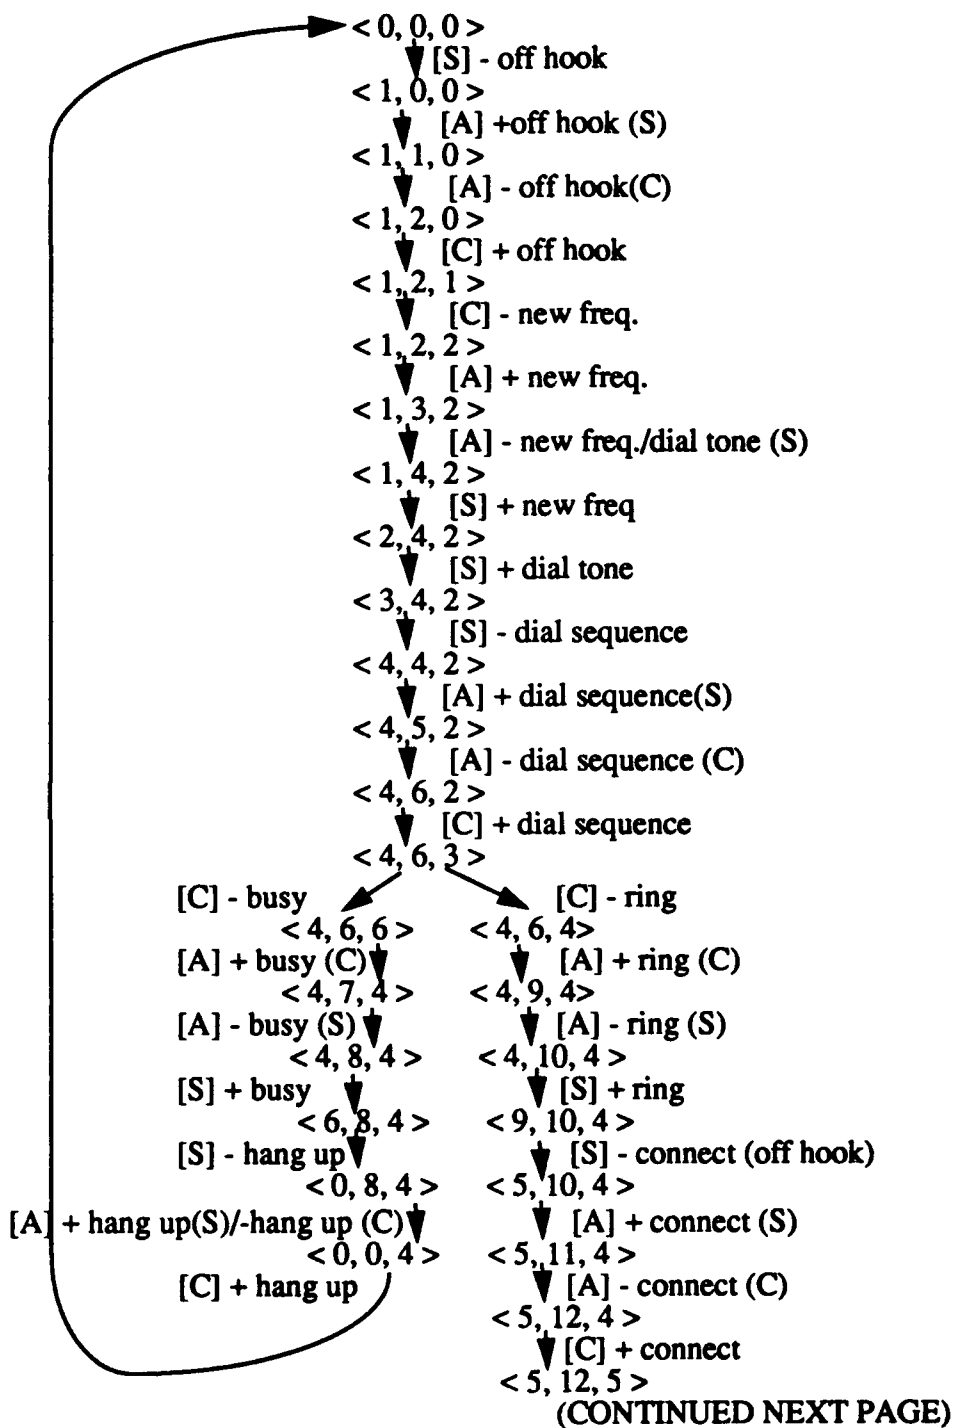 < 0, 0, 0 >
[S] - off hook
< 1, 0, 0 >
[A] +off hook (S)
< 1, 1, 0 >
[A] - off hook(C)
< 1, 2, 0 >
[C] + off hook
< 1, 2, 1 >
[C] - new freq.
< 1, 2, 2 >
[A] + new freq.
< 1, 3, 2 >
[A] - new freq./dial tone (S)
< 1, 4, 2 >
[S] + new freq
< 2, 4, 2 >
[S] + dial tone
< 3, 4, 2 >
[S] - dial sequence
< 4, 4, 2 >
[A] + dial sequence(S)
< 4, 5, 2 >
[A] - dial sequence (C)
< 4, 6, 2 >
[C] + dial sequence
< 4, 6, 3 >
[C] - busy [C] - ring
< 4, 6, 6 > < 4, 6, 4>
[A] + busy (C) [A] + ring (C)
< 4, 7, 4 > < 4, 9, 4>
[A] - busy (S) [A] - ring (S)
< 4, 8, 4 > < 4, 10, 4 >
[S] + busy [S] + ring
< 6, 8, 4 > < 9, 10, 4 >
[S] - hang up [S] - connect (off hook)
< 0, 8, 4 > < 5, 10, 4 >
[A] + hang up(S)/-hang up (C) [A] + connect (S)
< 0, 0, 4 > < 5, 11, 4 >
[C] + hang up [A] - connect (C)
< 5, 12, 4 >
[C] + connect
< 5, 12, 5 >
(CONTINUED NEXT PAGE)